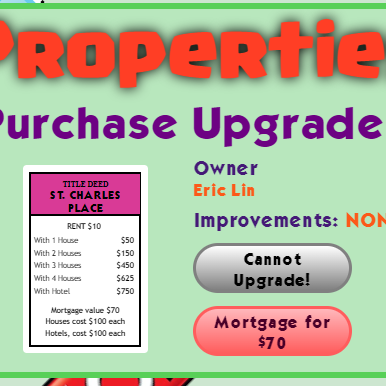 Propertie
Purchase Upgrade
TITLE DEED
ST. CHARLES
PLACE
RENT $10
With 1 House $50
With 2 Houses $150
With 3 Houses $450
With 4 Houses $625
With Hotel $750
Mortgage value $70
Houses cost $100 each
Hotels, cost $100 each
Owner
Eric Lin
Improvements: NON
Cannot
Upgrade!
Mortgage for
$70